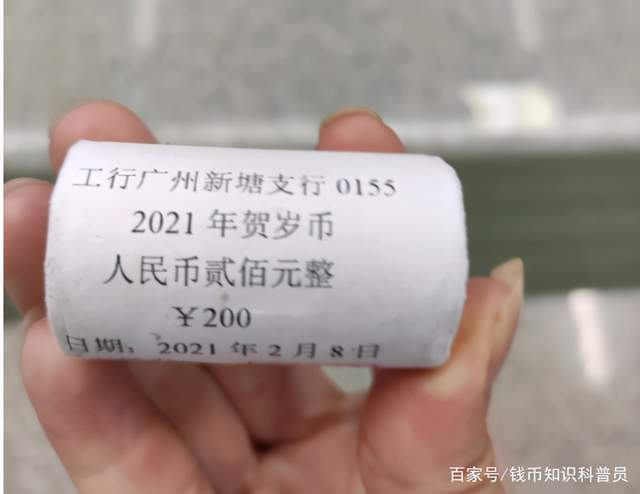 工行广州新塘支行 0155
2021 年贺岁币
人民币贰佰元整
￥200
日期: 2021 年 2 月 8 日
百家号/钱币知识科普员